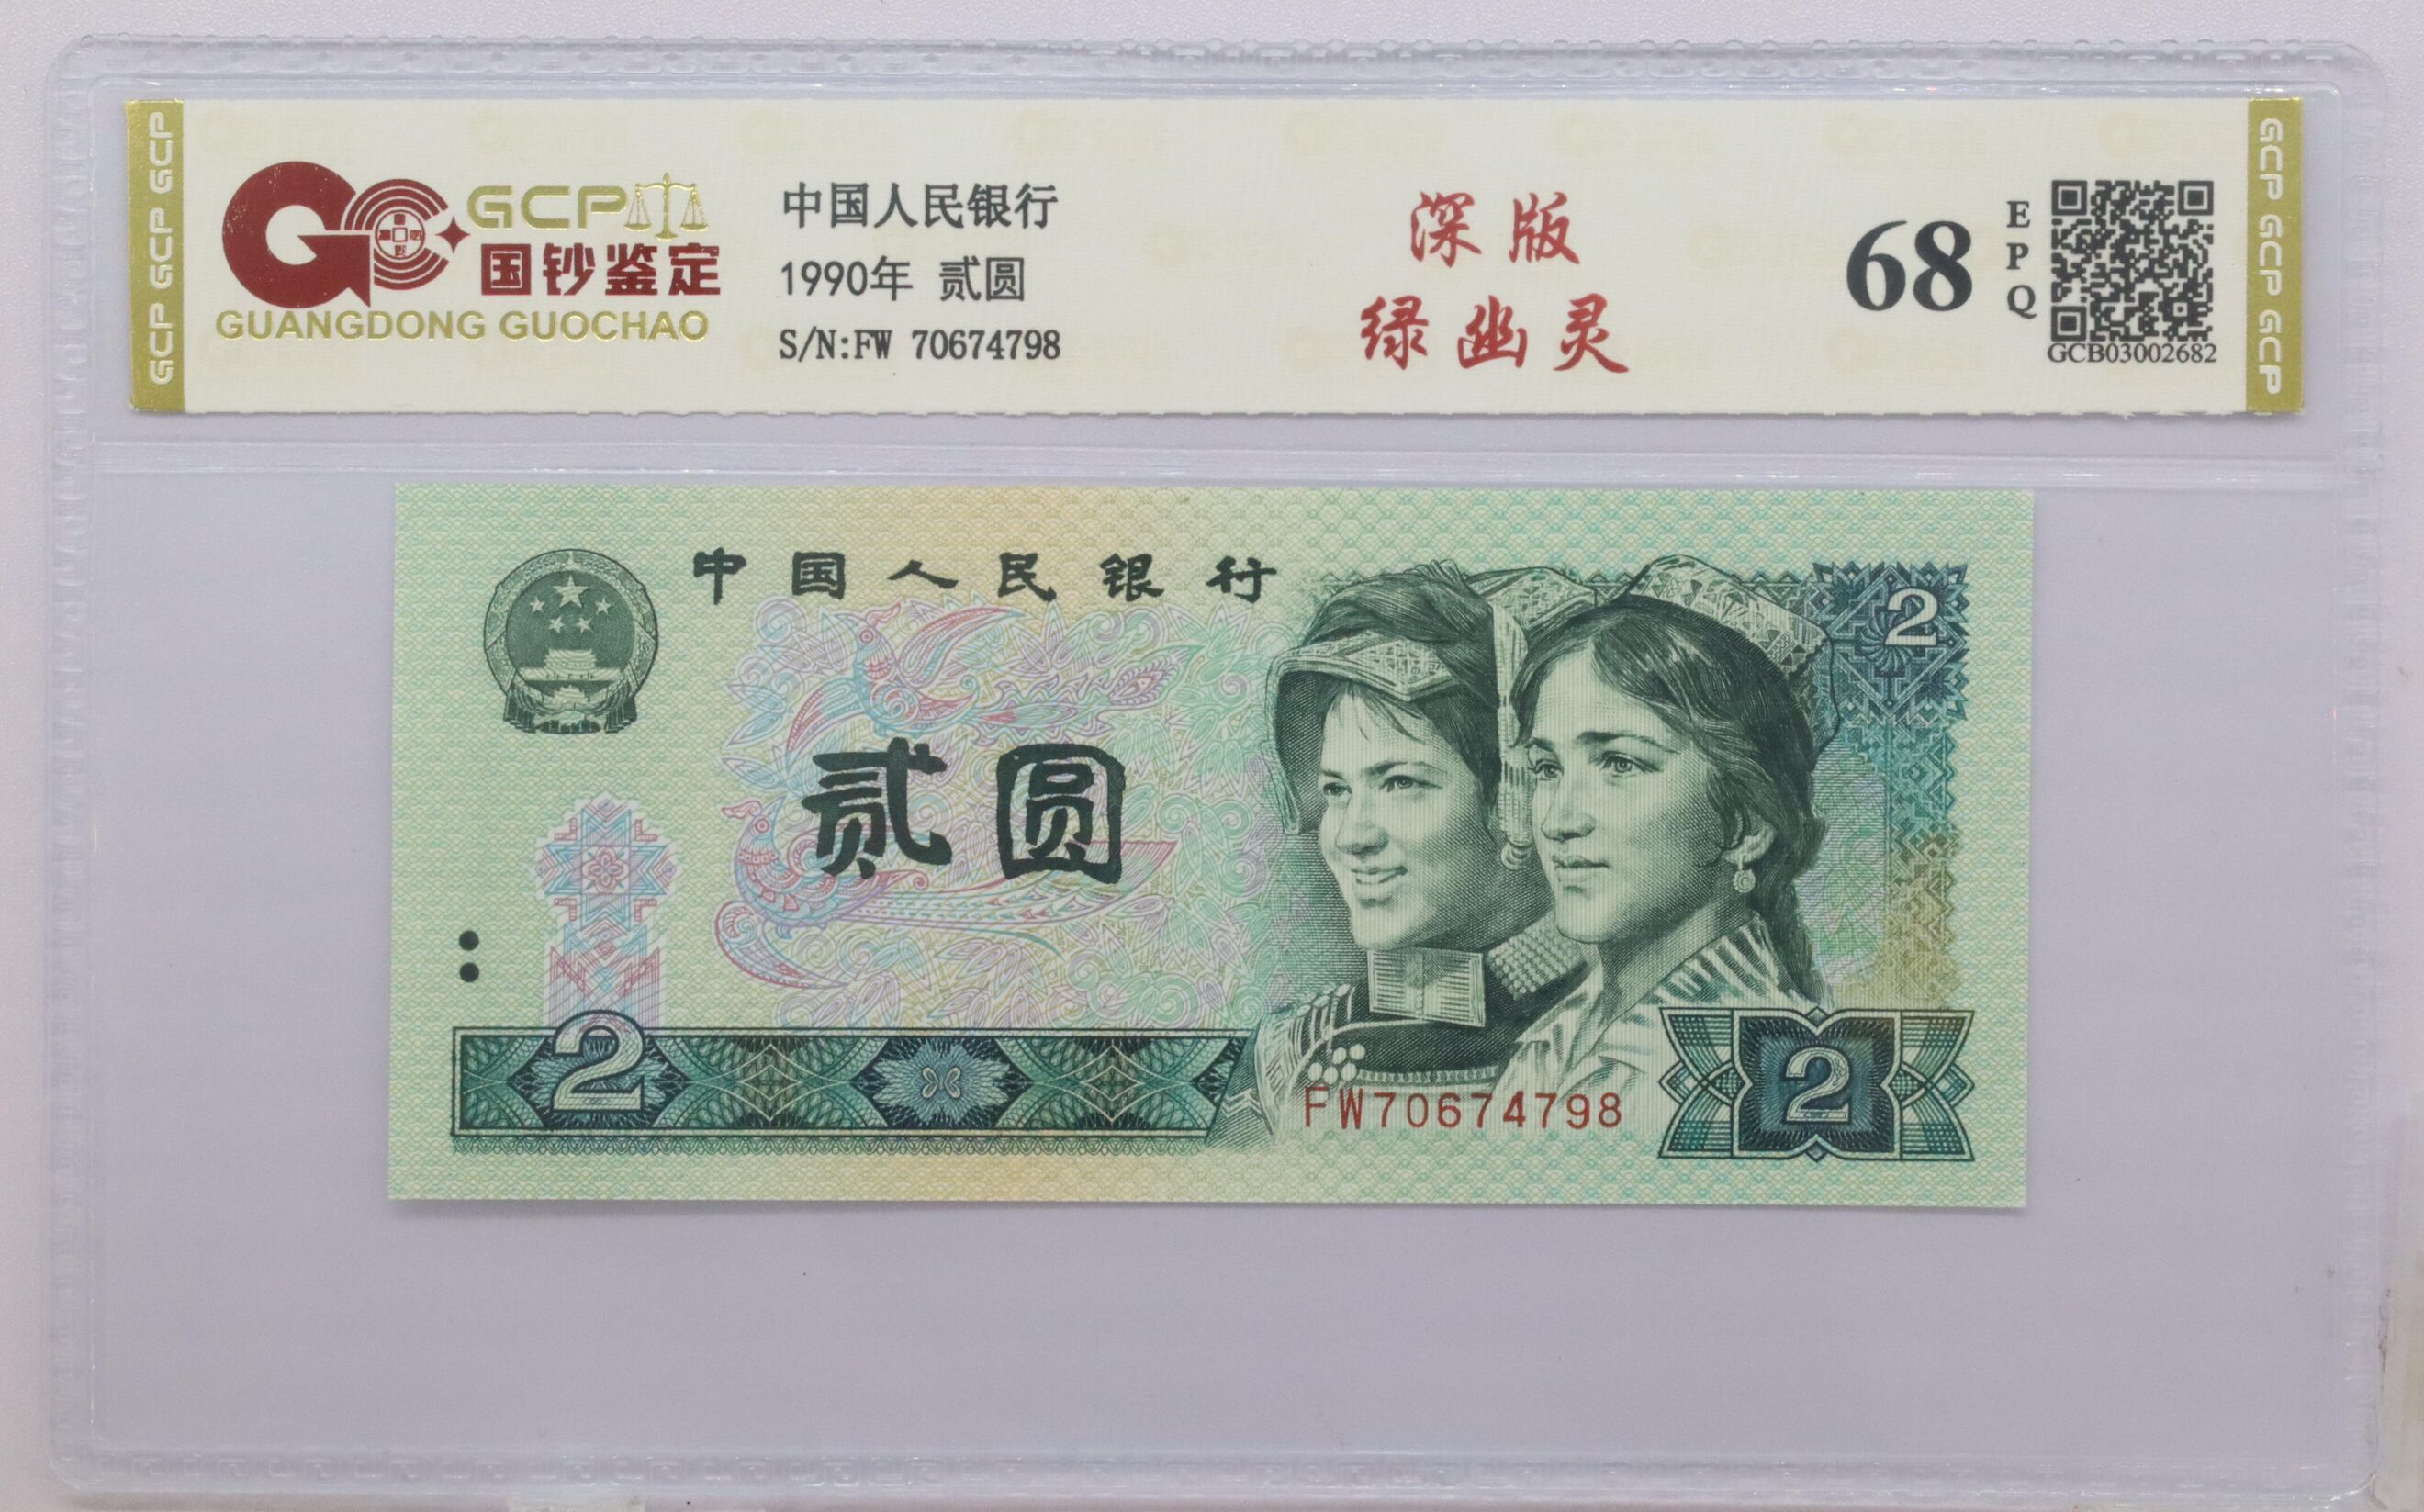 GCP GCP GCP
GCP
国钞鉴定
GUANGDONG GUOCHAO
中国人民银行
1990年 贰圆
S/N:FW 70674798
深版
绿幽灵
68
EPQ
GCB03002682
GCP GCP GCP GCP
中国人民银行
2
贰圆
2
FW70674798
2